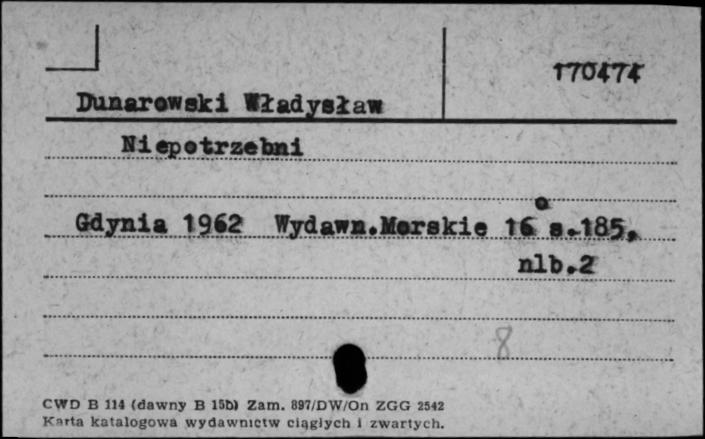 170474
Dunarowski Władysław
Niepotrzebni
Gdynia 1962 Wydawn.Morskie 16° s.185,
nlb.2
8
CWD B 114 (dawny B 15b) Zam. 897/DW/On ZGG 2542
Karta katalogowa wydawnictw ciągłych i zwartych.